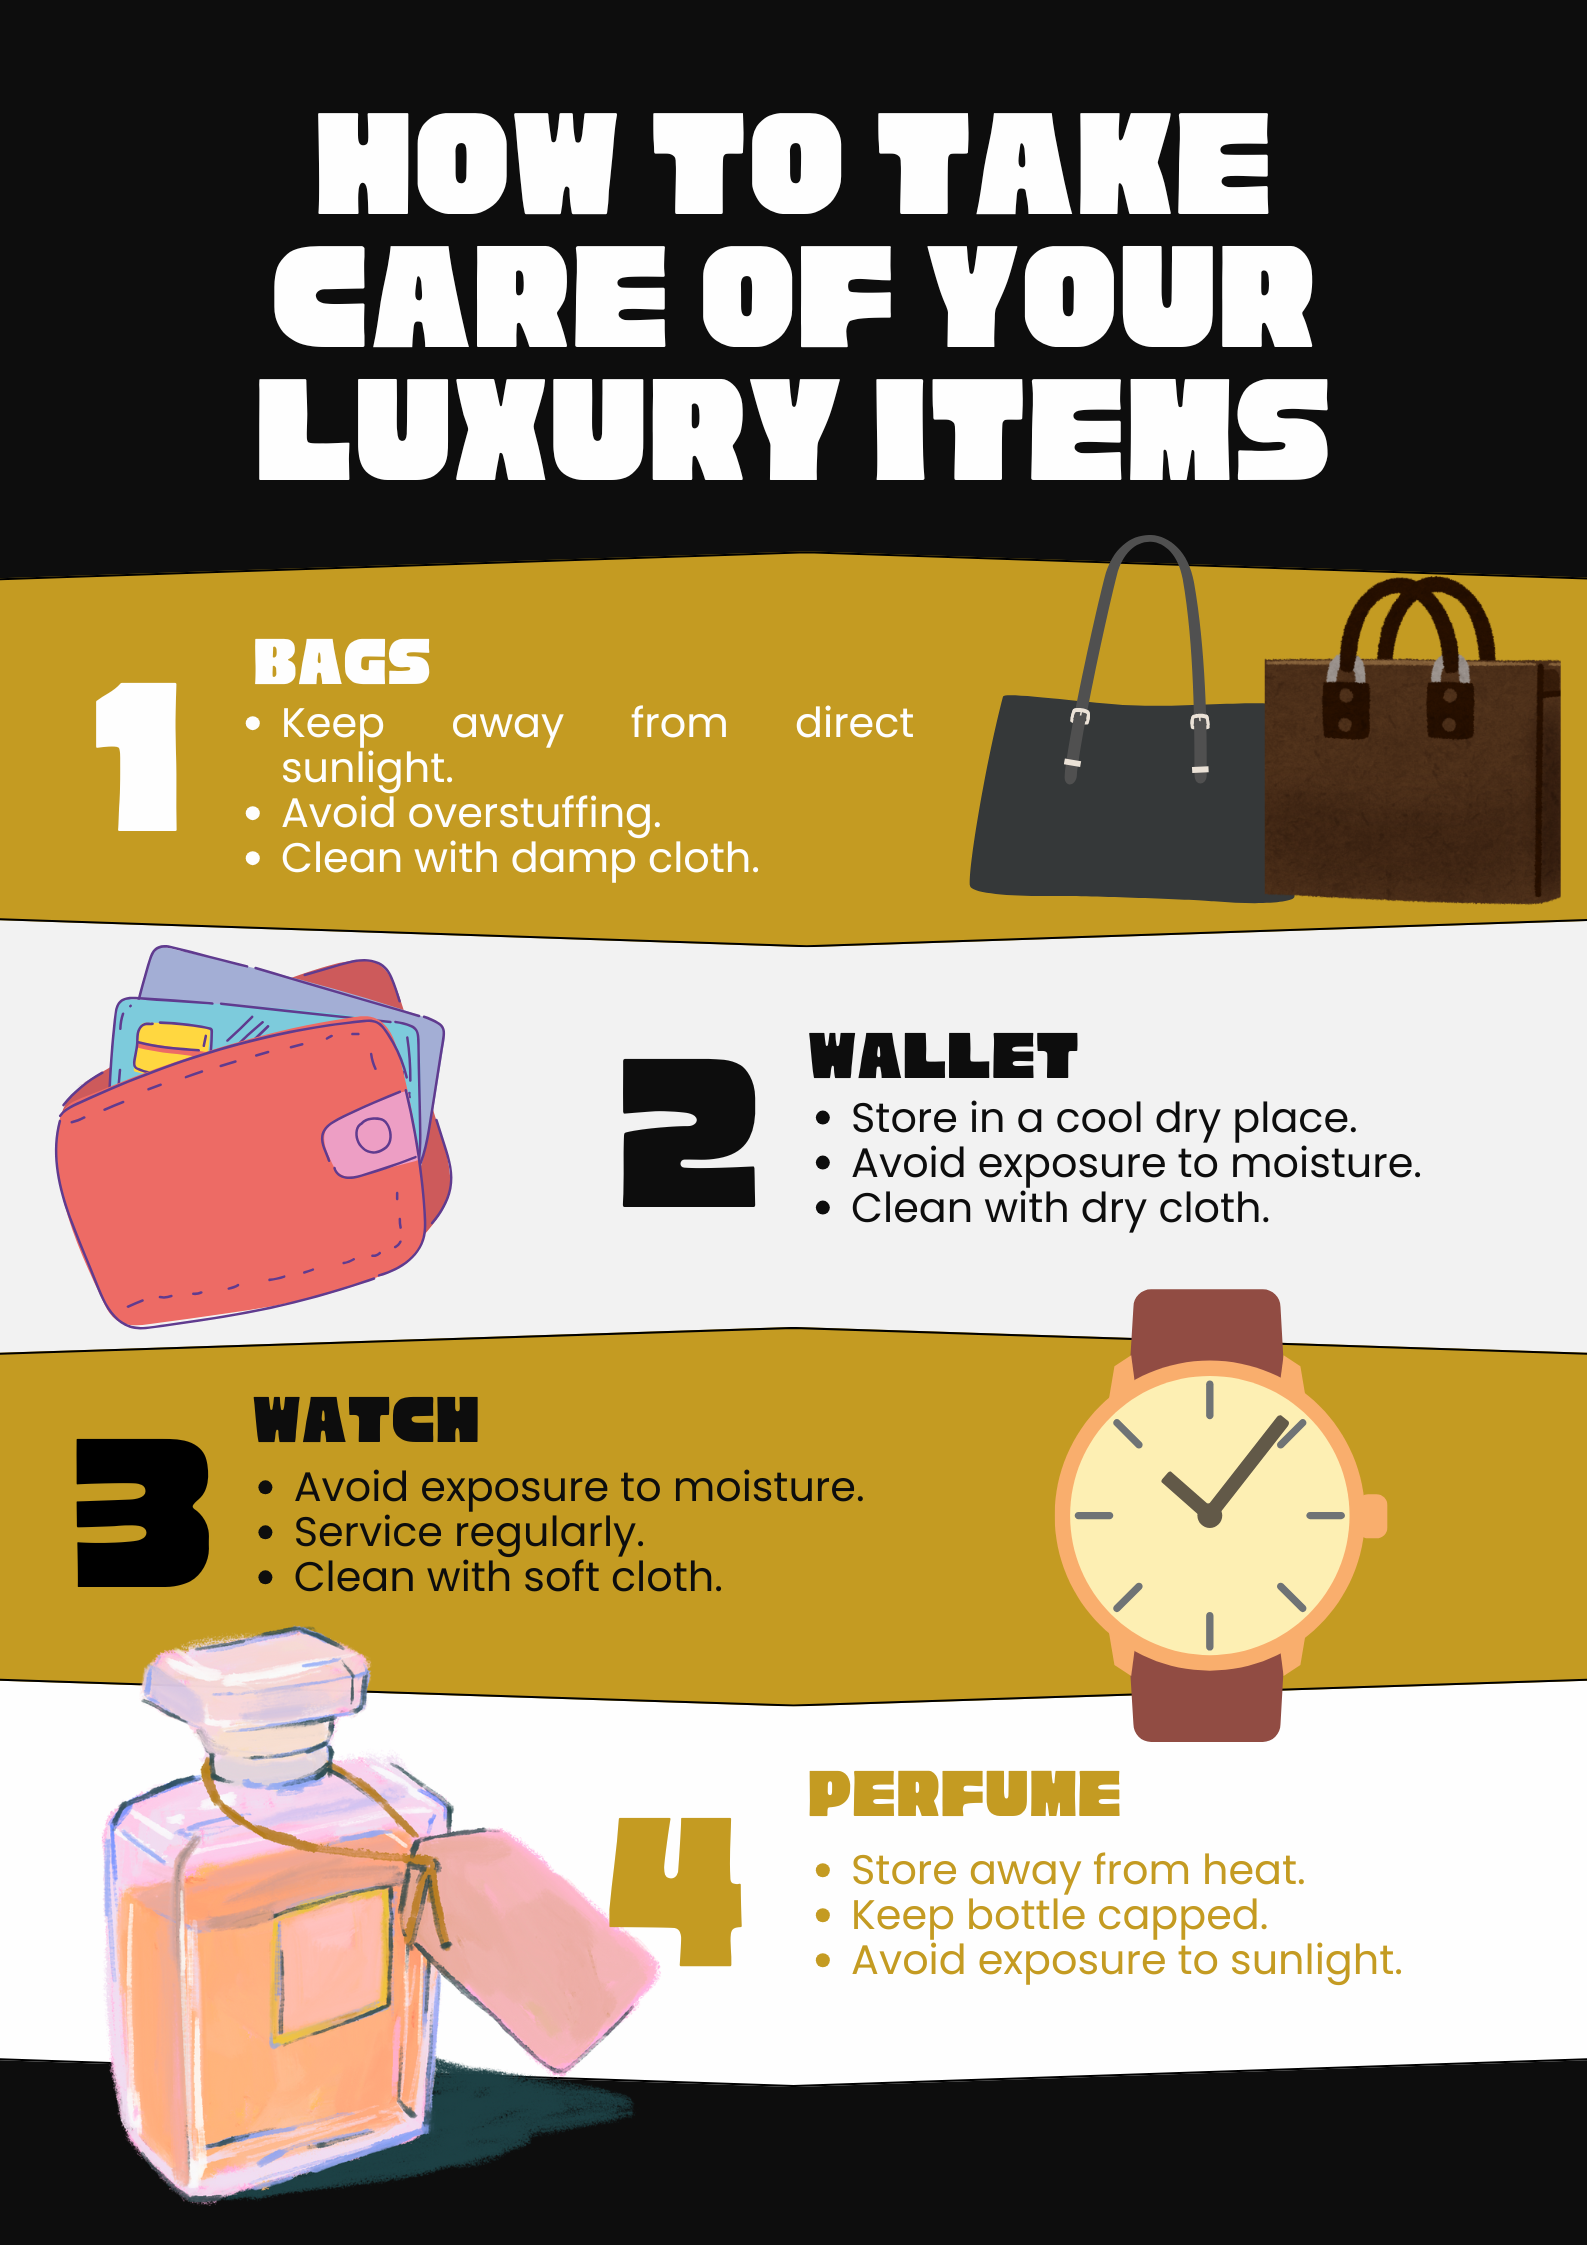 HOW TO TAKE
CARE OF YOUR
LUXURY ITEMS
1
BAGS
• Keep away from direct
sunlight.
• Avoid overstuffing.
• Clean with damp cloth.
2
WALLET
• Store in a cool dry place.
• Avoid exposure to moisture.
• Clean with dry cloth.
3
WATCH
• Avoid exposure to moisture.
• Service regularly.
• Clean with soft cloth.
4
PERFUME
• Store away from heat.
• Keep bottle capped.
• Avoid exposure to sunlight.